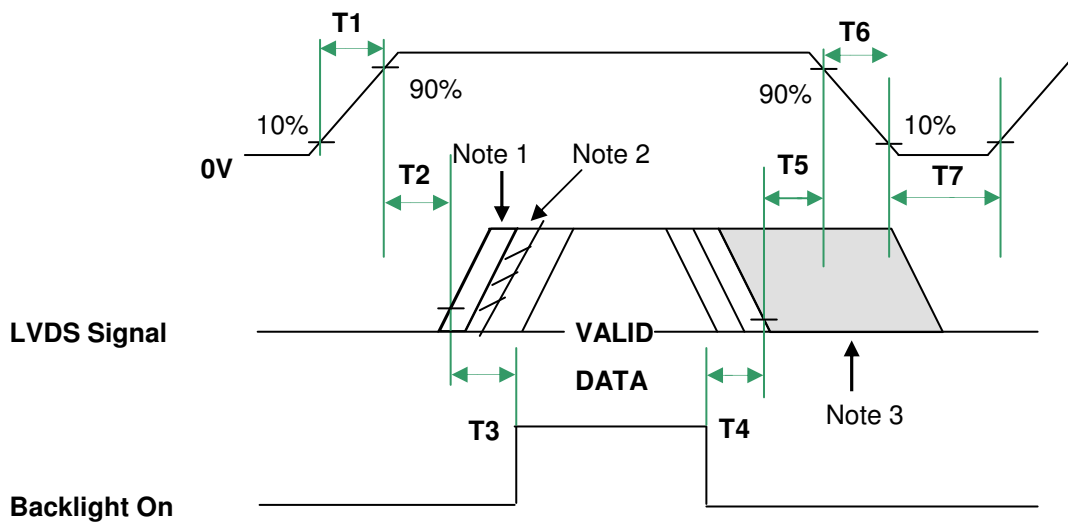 T1
T6
90%
90%
10%
10%
0V
T2
Note 1
Note 2
T5
T7
LVDS Signal
VALID
DATA
T3
T4
Note 3
Backlight On